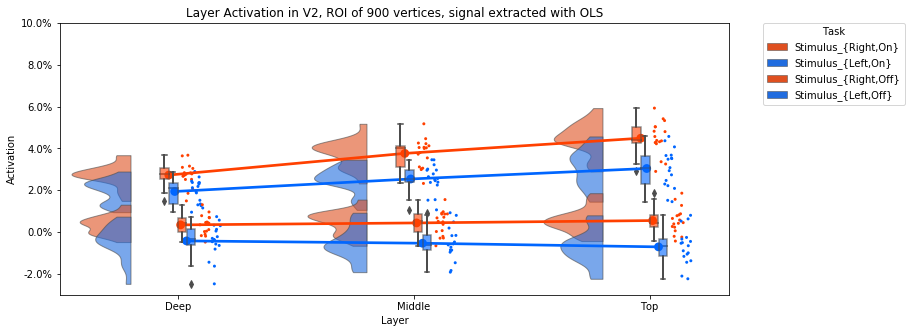 Layer Activation in V2, ROI of 900 vertices, signal extracted with OLS
10.0%
8.0%
6.0%
4.0%
2.0%
0.0%
-2.0%
Activation
Deep
Middle
Top
Layer
Task
Stimulus_{Right,On}
Stimulus_{Left,On}
Stimulus_{Right,Off}
Stimulus_{Left,Off}